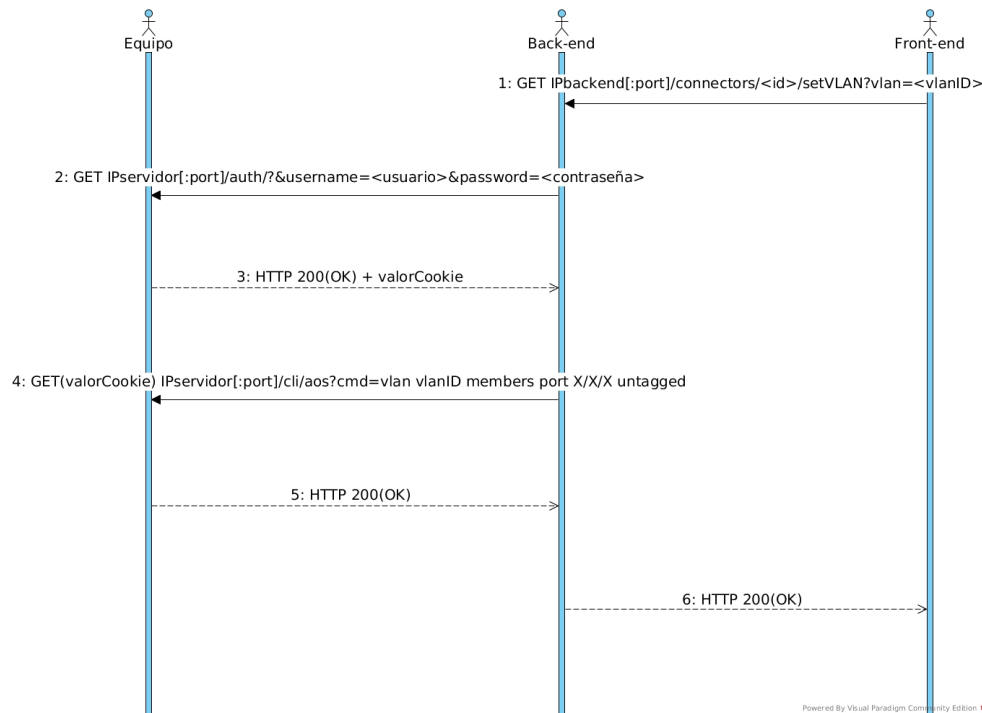 Equipo
Back-end
Front-end
1: GET IPbackend[:port]/connectors/<id>/setVLAN?vlan=<vlanID>
2: GET IPservidor[:port]/auth/?&username=<usuario>&password=<contraseña>
3: HTTP 200(OK) + valorCookie
4: GET(valorCookie) IPservidor[:port]/cli/aos?cmd=vlan vlanID members port X/X/X untagged
5: HTTP 200(OK)
6: HTTP 200(OK)
Powered By Visual Paradigm Community Edition